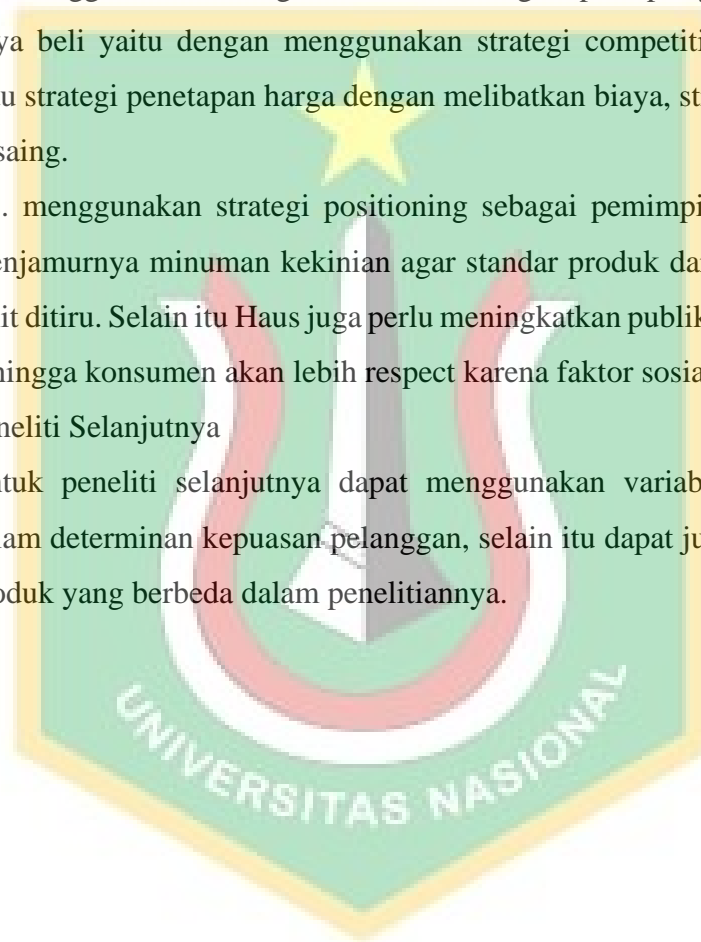 ya beli yaitu dengan menggunakan strategi competiti
u strategi penetapan harga dengan melibatkan biaya, st
saing.
. menggunakan strategi positioning sebagai pemimpi
enjamurnya minuman kekinian agar standar produk da
it ditiru. Selain itu Haus juga perlu meningkatkan publik
hingga konsumen akan lebih respect karena faktor sosia
neliti Selanjutnya
ntuk peneliti selanjutnya dapat menggunakan variab
lam determinan kepuasan pelanggan, selain itu dapat ju
oduk yang berbeda dalam penelitiannya.
UNIVERSITAS NASIONAL